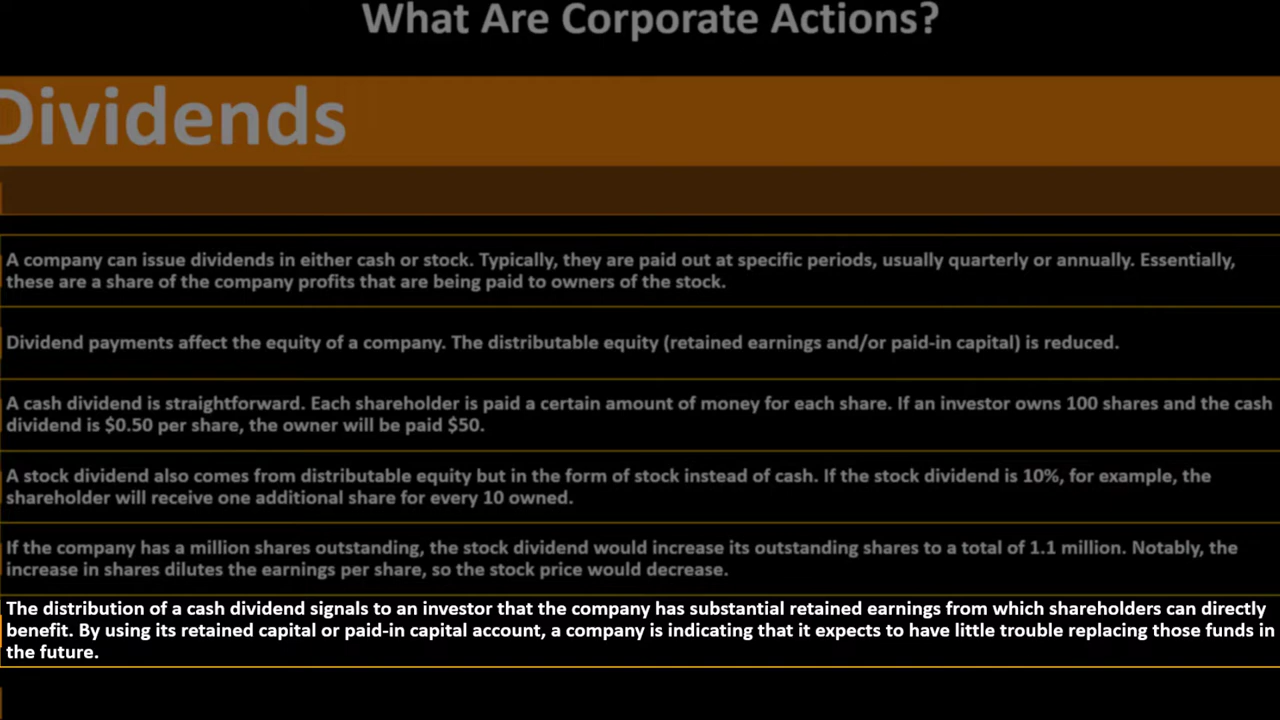 What Are Corporate Actions?
Dividends
A company can issue dividends in either cash or stock. Typically, they are paid out at specific periods, usually quarterly or annually. Essentially,
these are a share of the company profits that are being paid to owners of the stock.
Dividend payments affect the equity of a company. The distributable equity (retained earnings and/or paid-in capital) is reduced.
A cash dividend is straightforward. Each shareholder is paid a certain amount of money for each share. If an investor owns 100 shares and the cash
dividend is $0.50 per share, the owner will be paid $50.
A stock dividend also comes from distributable equity but in the form of stock instead of cash. If the stock dividend is 10%, for example, the
shareholder will receive one additional share for every 10 owned.
If the company has a million shares outstanding, the stock dividend would increase its outstanding shares to a total of 1.1 million. Notably, the
increase in shares dilutes the earnings per share, so the stock price would decrease.
The distribution of a cash dividend signals to an investor that the company has substantial retained earnings from which shareholders can directly
benefit. By using its retained capital or paid-in capital account, a company is indicating that it expects to have little trouble replacing those funds in
the future.